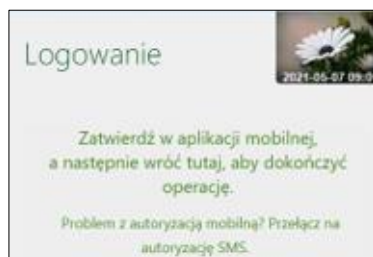 Logowanie
2021-05-07 09:0
Zatwierdź w aplikacji mobilnej,
a następnie wróć tutaj, aby dokończyć
operację.
Problem z autoryzacją mobilną? Przełącz na
autoryzację SMS.